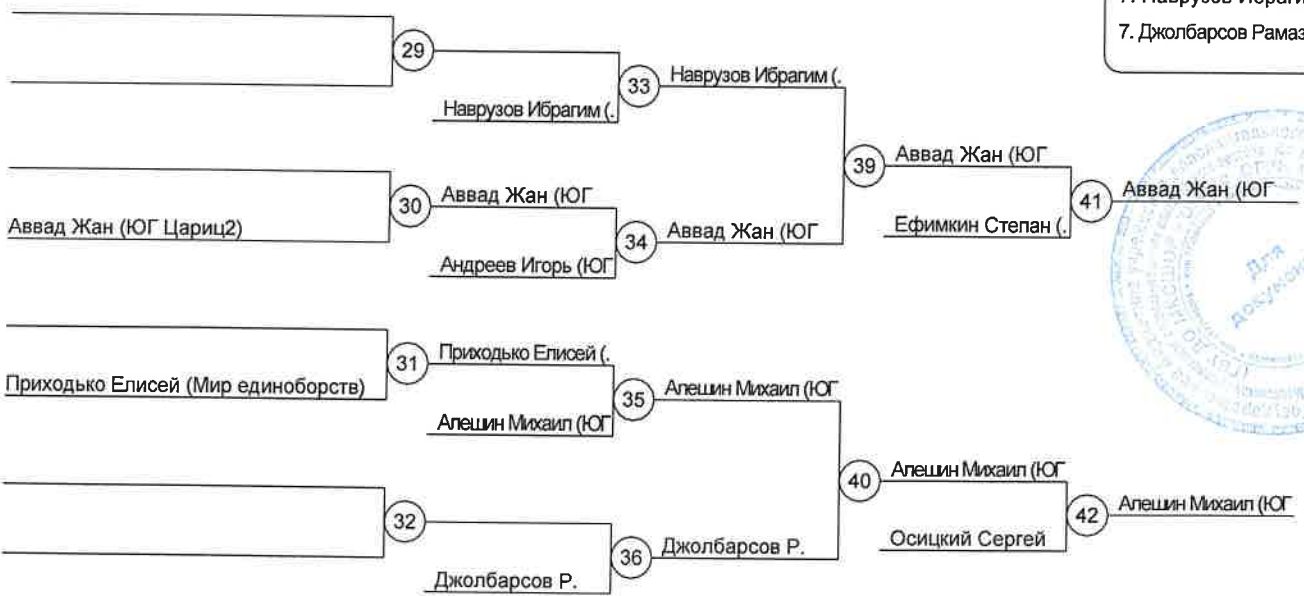 7. Джолбарсов Рамаз
29
33
Наврузов Ибрагим (.
Наврузов Ибрагим (.
39
Аввад Жан (ЮГ
30
Аввад Жан (ЮГ
41
Аввад Жан (ЮГ
Аввад Жан (ЮГ Цариц2)
34
Аввад Жан (ЮГ
Ефимкин Степан (.
Андреев Игорь (ЮГ
Для
31
Приходько Елисей (.
Приходько Елисей (Мир единоборств)
35
Алешин Михаил (ЮГ
Алешин Михаил (ЮГ
40
Алешин Михаил (ЮГ
32
42
Алешин Михаил (ЮГ
36
Джолбарсов Р.
Осицкий Сергей
Джолбарсов Р.